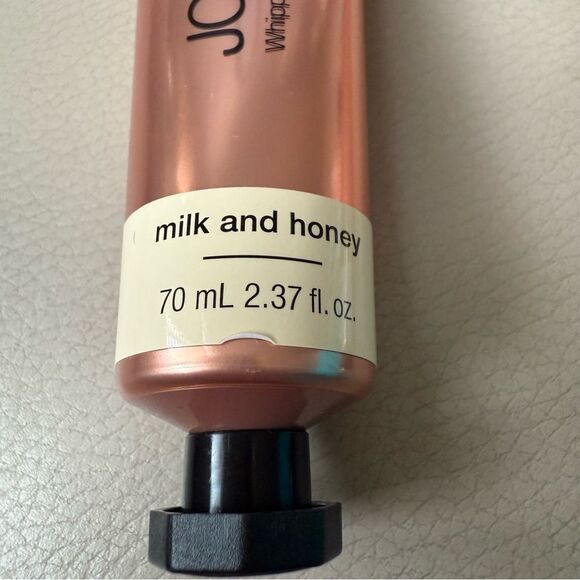 milk and honey
70 mL 2.37 fl. oz.